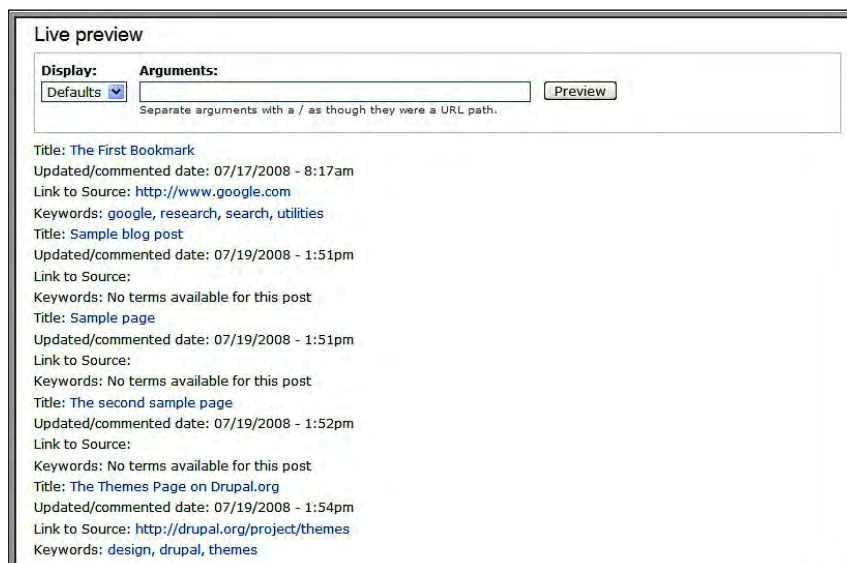 Live preview
Display: Arguments:
Defaults Preview
Separate arguments with a / as though they were a URL path.
Title: The First Bookmark
Updated/commented date: 07/17/2008 - 8:17am
Link to Source: http://www.google.com
Keywords: google, research, search, utilities
Title: Sample blog post
Updated/commented date: 07/19/2008 - 1:51pm
Link to Source:
Keywords: No terms available for this post
Title: Sample page
Updated/commented date: 07/19/2008 - 1:51pm
Link to Source:
Keywords: No terms available for this post
Title: The second sample page
Updated/commented date: 07/19/2008 - 1:52pm
Link to Source:
Keywords: No terms available for this post
Title: The Themes Page on Drupal.org
Updated/commented date: 07/19/2008 - 1:54pm
Link to Source: http://drupal.org/project/themes
Keywords: design, drupal, themes